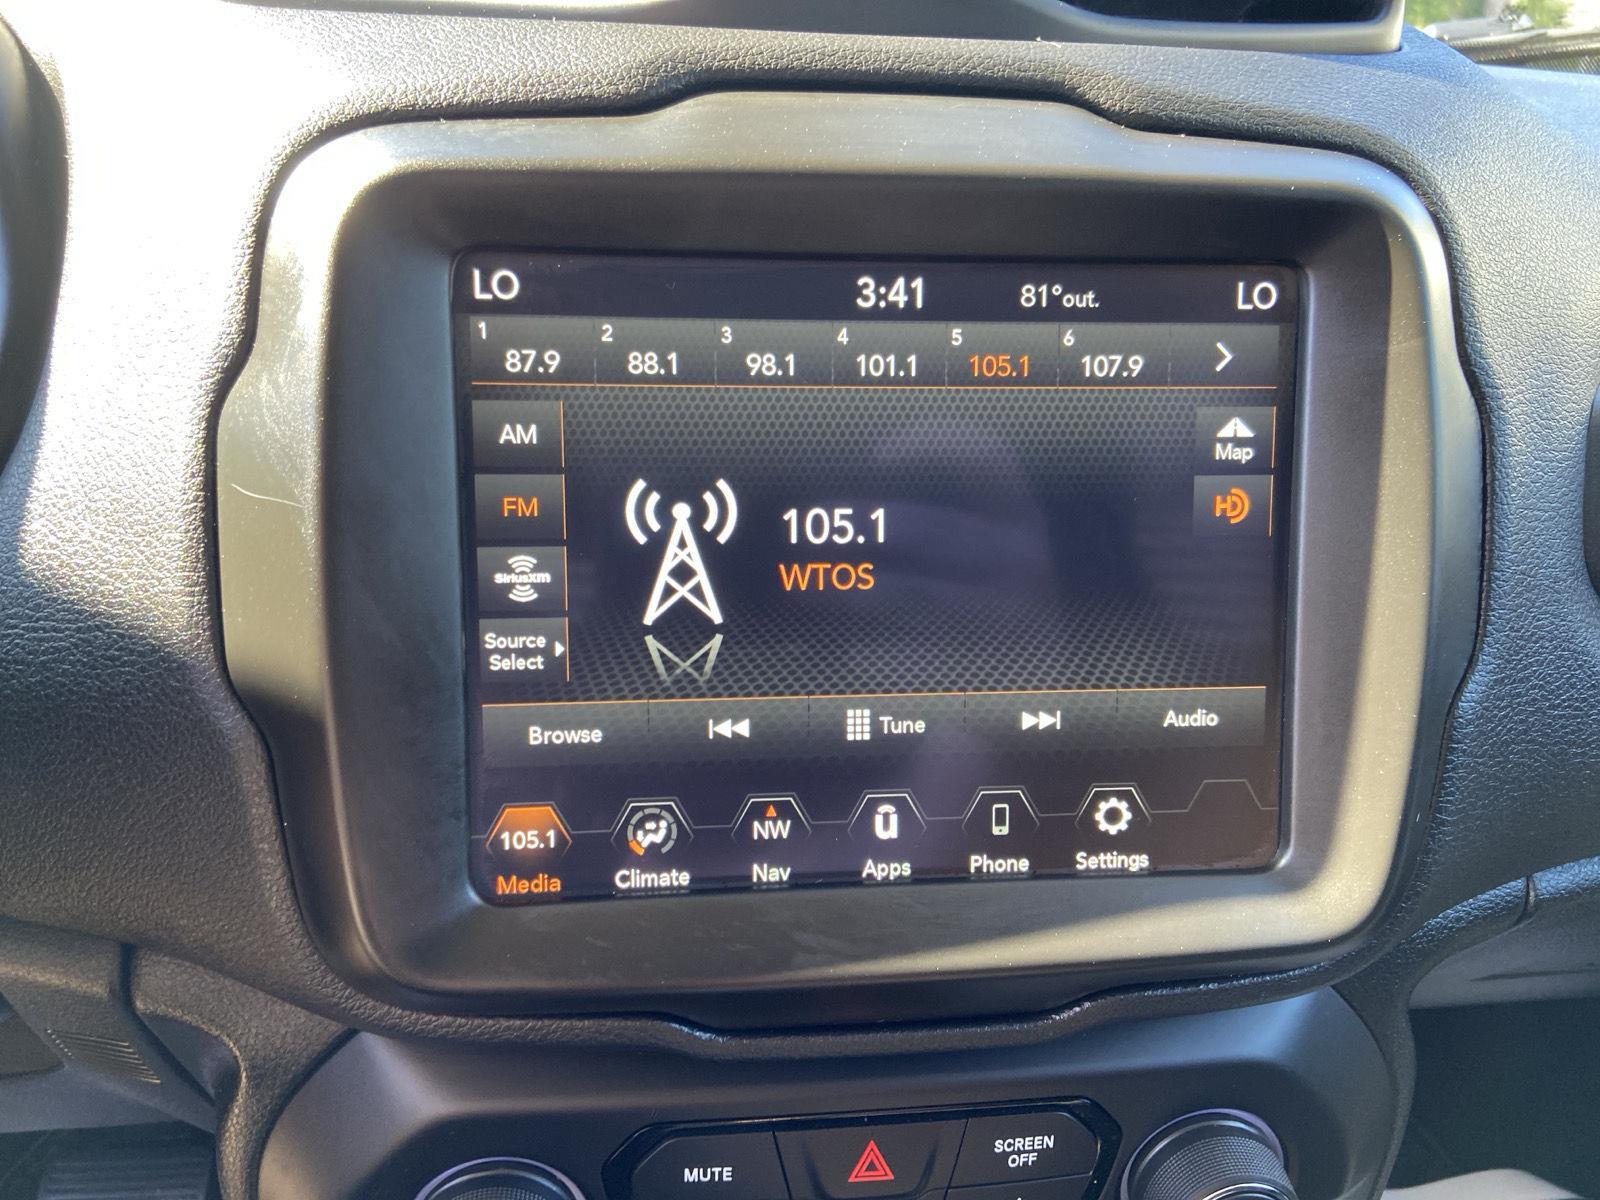 LO 3:41 81°out. LO
1 2 3 4 5 6
87.9 88.1 98.1 101.1 105.1 107.9
AM
Map
FM
HD
105.1
WTOS
SiriusXM
Source
Select
Browse Tune Audio
105.1 NW
Media Climate Nav Apps Phone Settings
MUTE
SCREEN
OFF